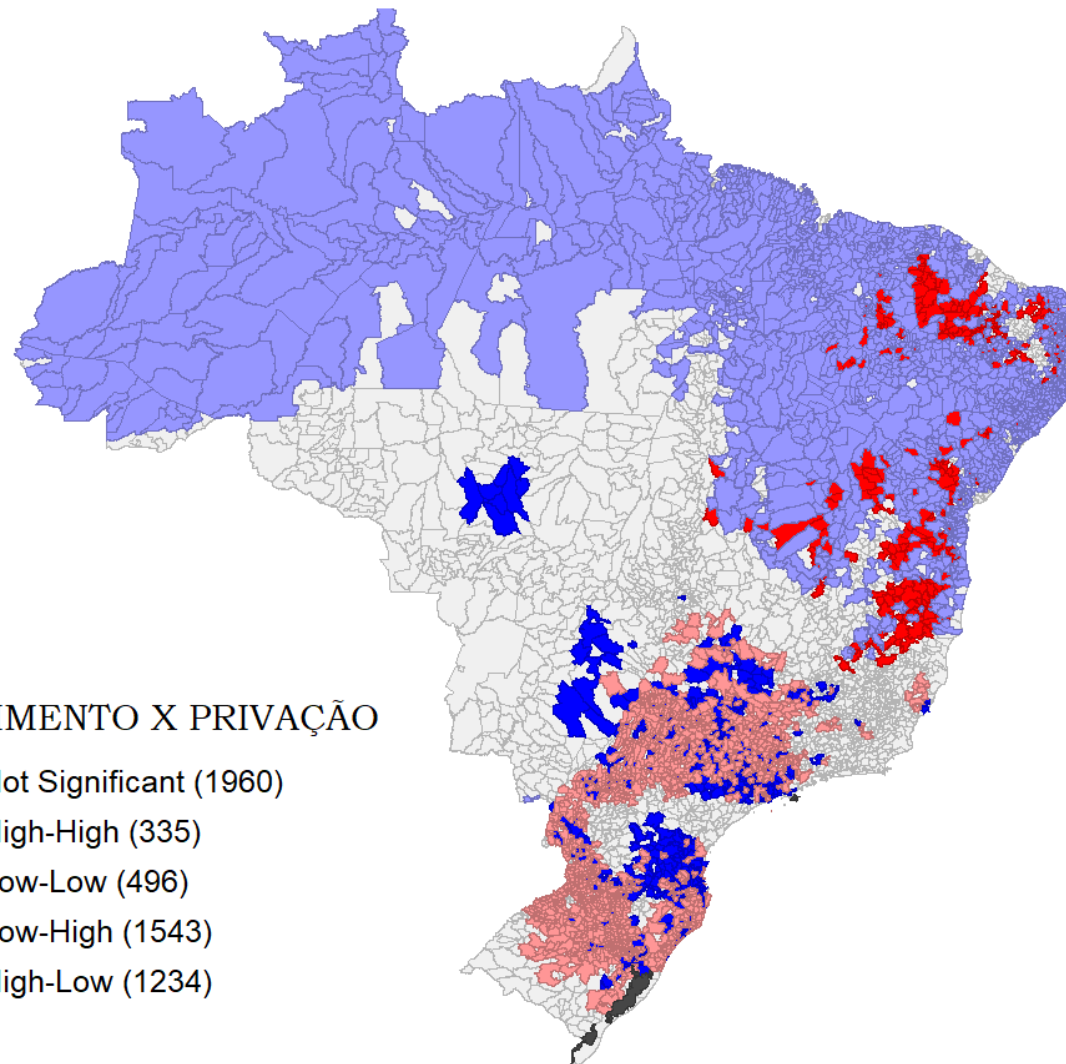 IMENTO X PRIVAÇÃO
lot Significant (1960)
ligh-High (335)
ow-Low (496)
ow-High (1543)
ligh-Low (1234)